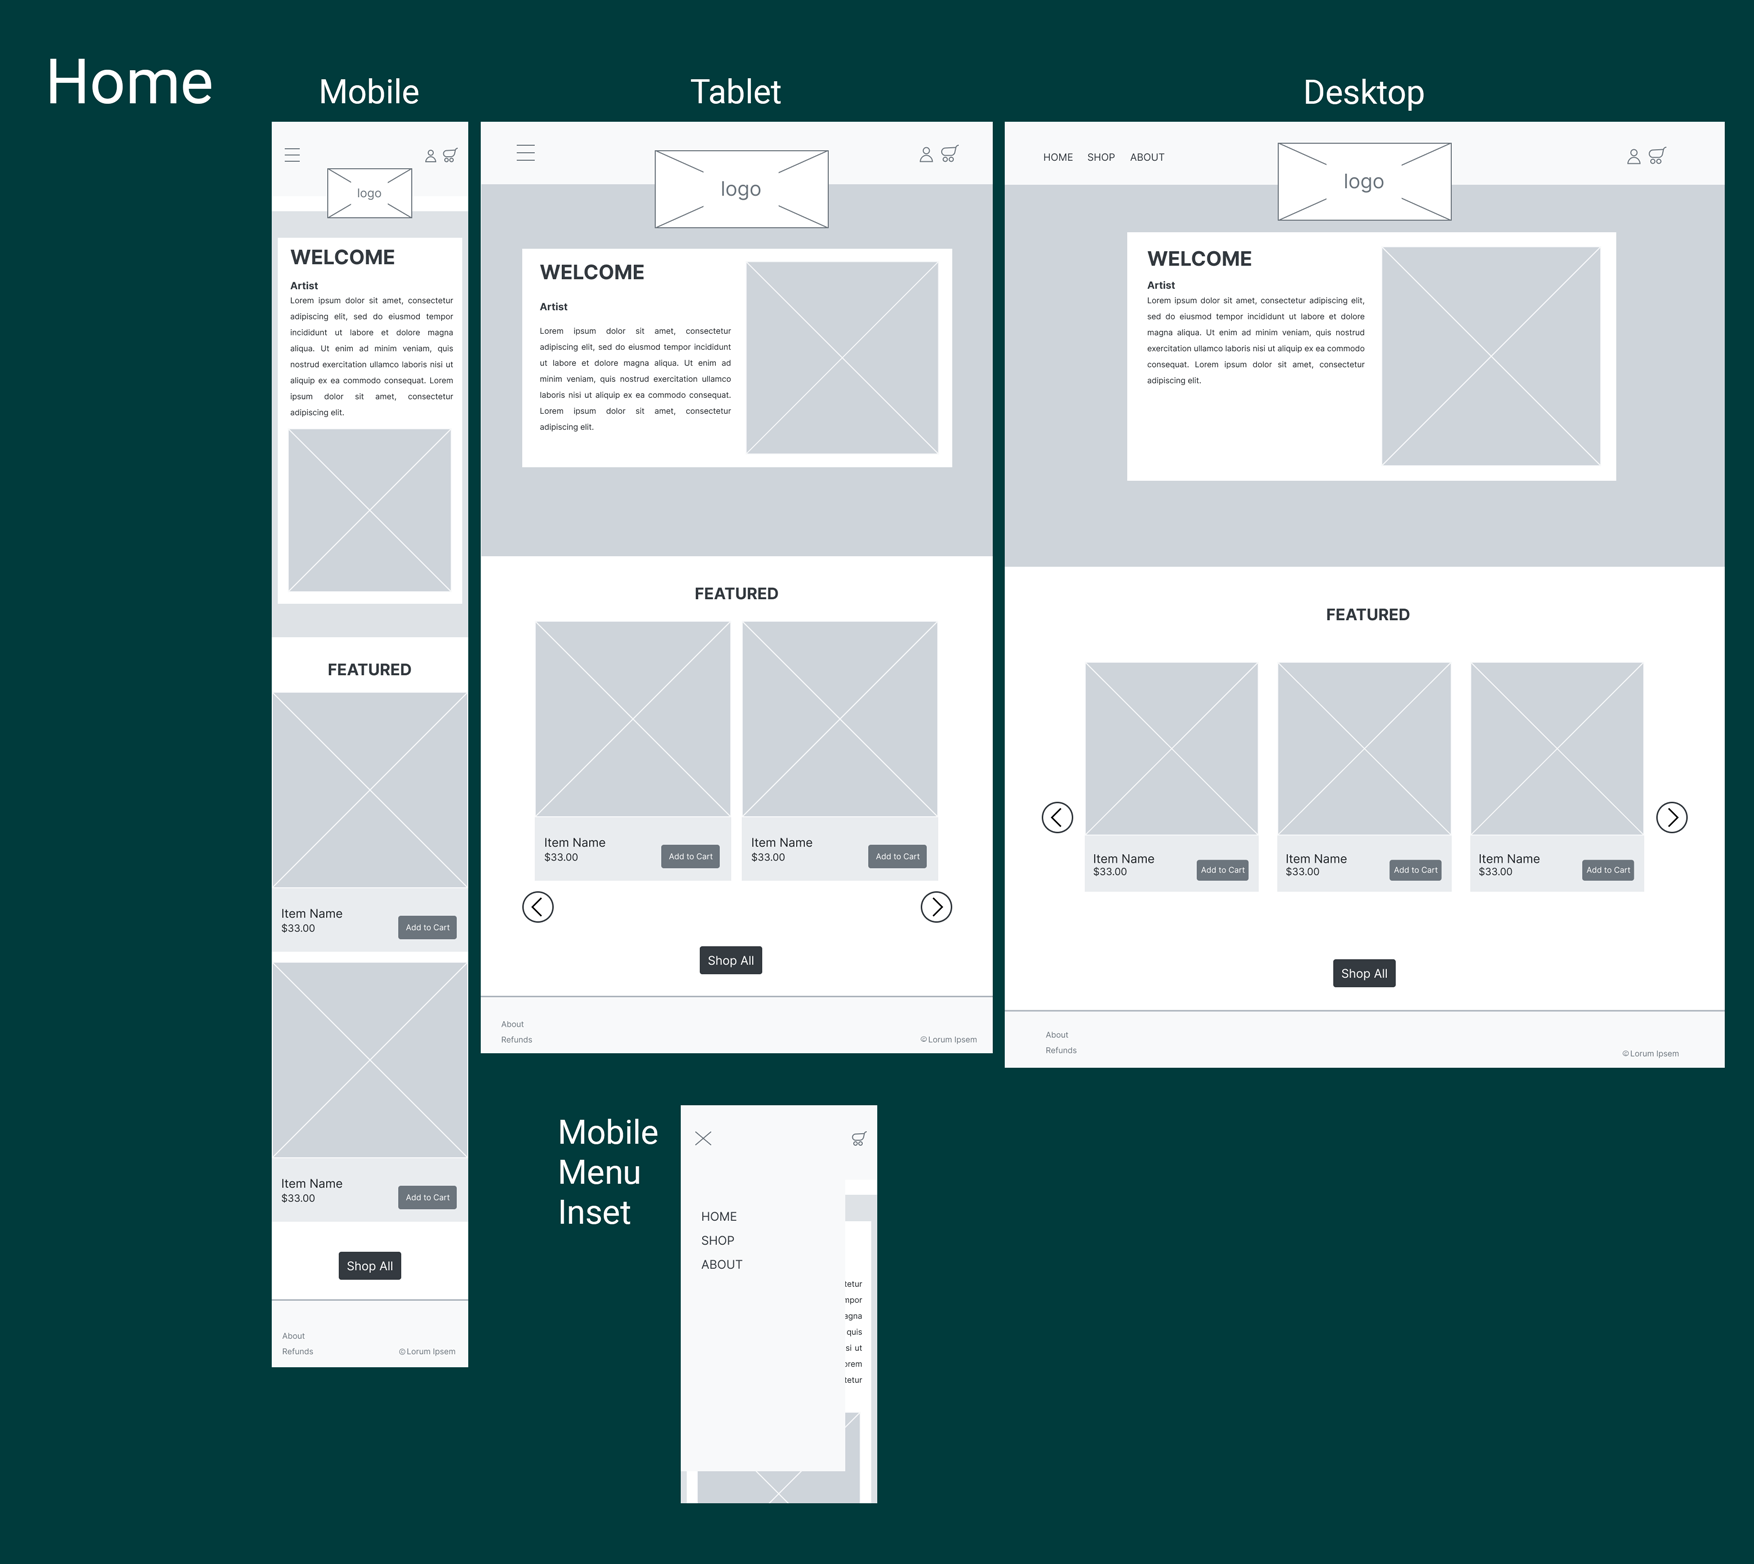 Home
Mobile
logo
WELCOME
Artist
Lorem ipsum dolor sit amet, consectetur
adipiscing elit, sed do eiusmod tempor
incididunt ut labore et dolore magna
aliqua. Ut enim ad minim veniam, quis
nostrud exercitation ullamco laboris nisi ut
aliquip ex ea commodo consequat. Lorem
ipsum dolor sit amet, consectetur
adipiscing elit.
FEATURED
Item Name
$33.00
Add to Cart
Item Name
$33.00
Add to Cart
Shop All
About
Refunds
©Lorum Ipsem
Tablet
logo
WELCOME
Artist
Lorem ipsum dolor sit amet, consectetur
adipiscing elit, sed do eiusmod tempor incididunt
ut labore et dolore magna aliqua. Ut enim ad
minim veniam, quis nostrud exercitation ullamco
laboris nisi ut aliquip ex ea commodo consequat.
Lorem ipsum dolor sit amet, consectetur
adipiscing elit.
FEATURED
Item Name
$33.00
Add to Cart
Item Name
$33.00
Add to Cart
Shop All
About
Refunds
©Lorum Ipsem
Desktop
HOME SHOP ABOUT
logo
WELCOME
Artist
Lorem ipsum dolor sit amet, consectetur adipiscing elit,
sed do eiusmod tempor incididunt ut labore et dolore
magna aliqua. Ut enim ad minim veniam, quis nostrud
exercitation ullamco laboris nisi ut aliquip ex ea commodo
consequat. Lorem ipsum dolor sit amet, consectetur
adipiscing elit.
FEATURED
Item Name
$33.00
Add to Cart
Item Name
$33.00
Add to Cart
Item Name
$33.00
Add to Cart
Shop All
About
Refunds
©Lorum Ipsem
Mobile
Menu
Inset
HOME
SHOP
ABOUT
tetur
mpor
agna
quis
si ut
orem
tetur